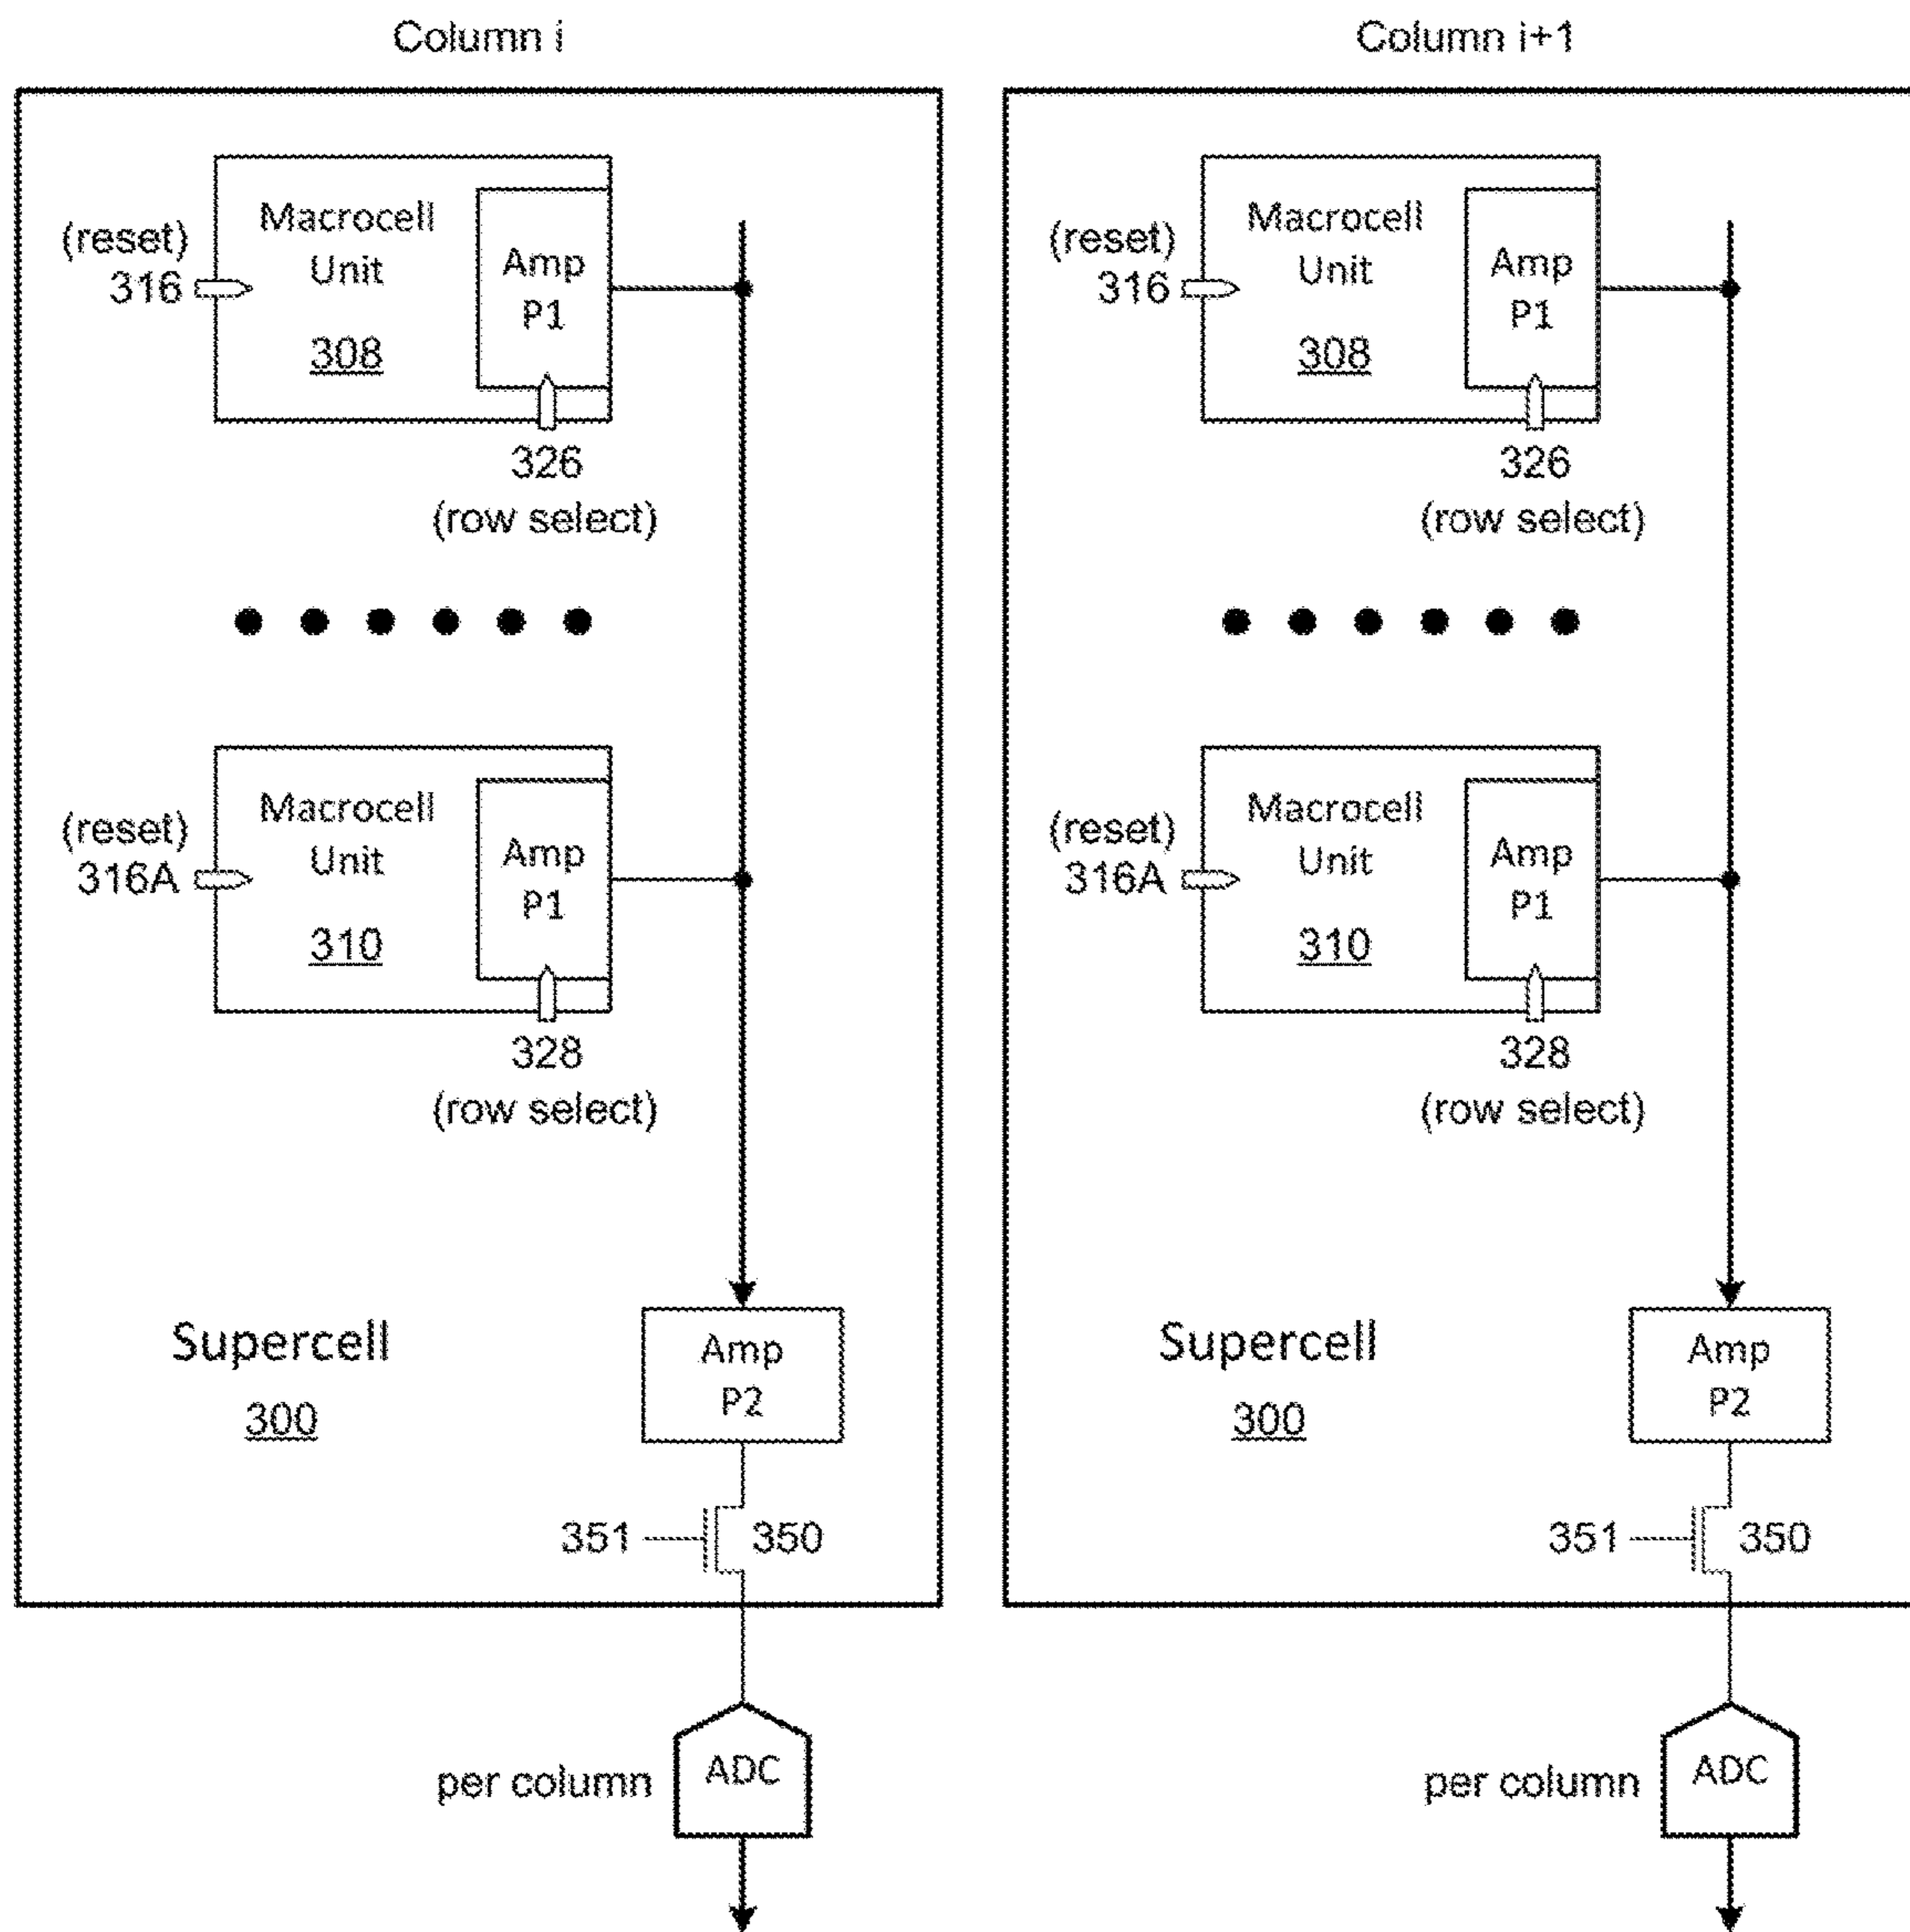 Column i
(reset)
316
Macrocell
Unit
308
Amp
P1
326
(row select)
(reset)
316A
Macrocell
Unit
310
Amp
P1
328
(row select)
Supercell
300
Amp
P2
351
350
per column
ADC
Column i+1
(reset)
316
Macrocell
Unit
308
Amp
P1
326
(row select)
(reset)
316A
Macrocell
Unit
310
Amp
P1
328
(row select)
Supercell
300
Amp
P2
351
350
per column
ADC